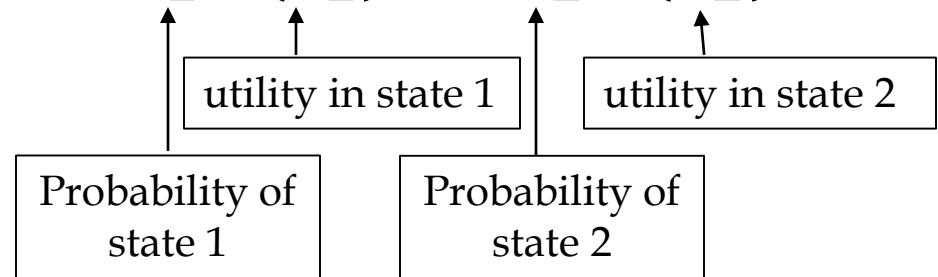 utility in state 1
utility in state 2
Probability of
state 1
Probability of
state 2